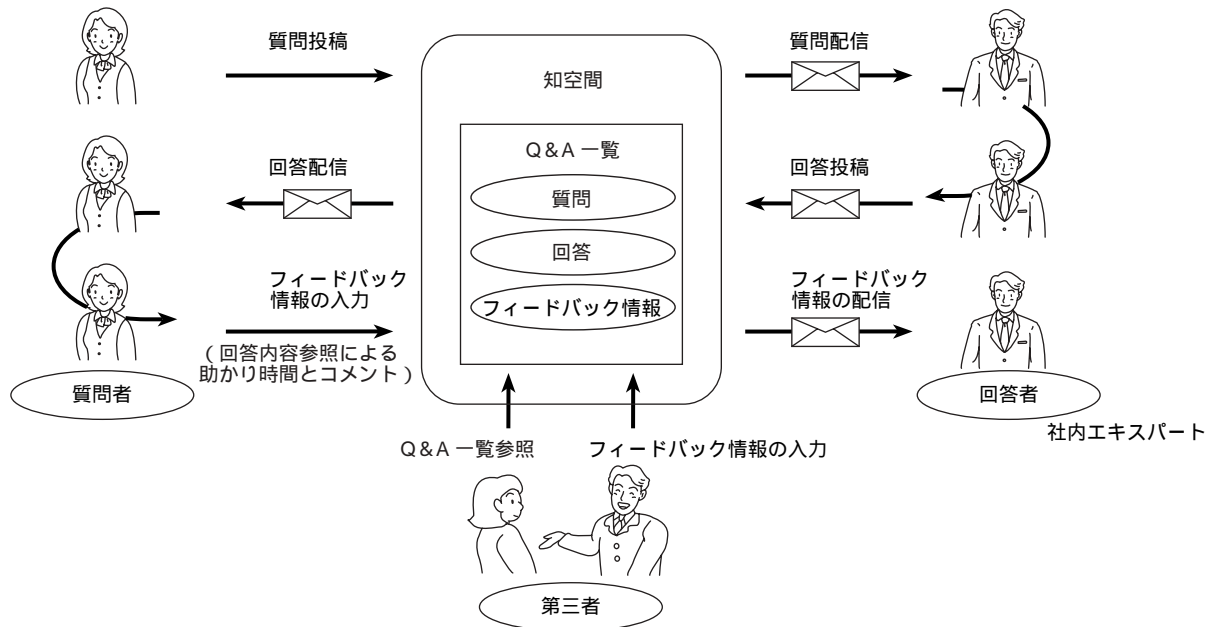 質問投稿
質問配信
知空間
Q&A 一覧
質問
回答
フィードバック情報
回答配信
回答投稿
フィードバック
情報の入力
(回答内容参照による
助かり時間とコメント)
フィードバック
情報の配信
質問者
回答者
社内エキスパート
Q&A 一覧参照
フィードバック情報の入力
第三者